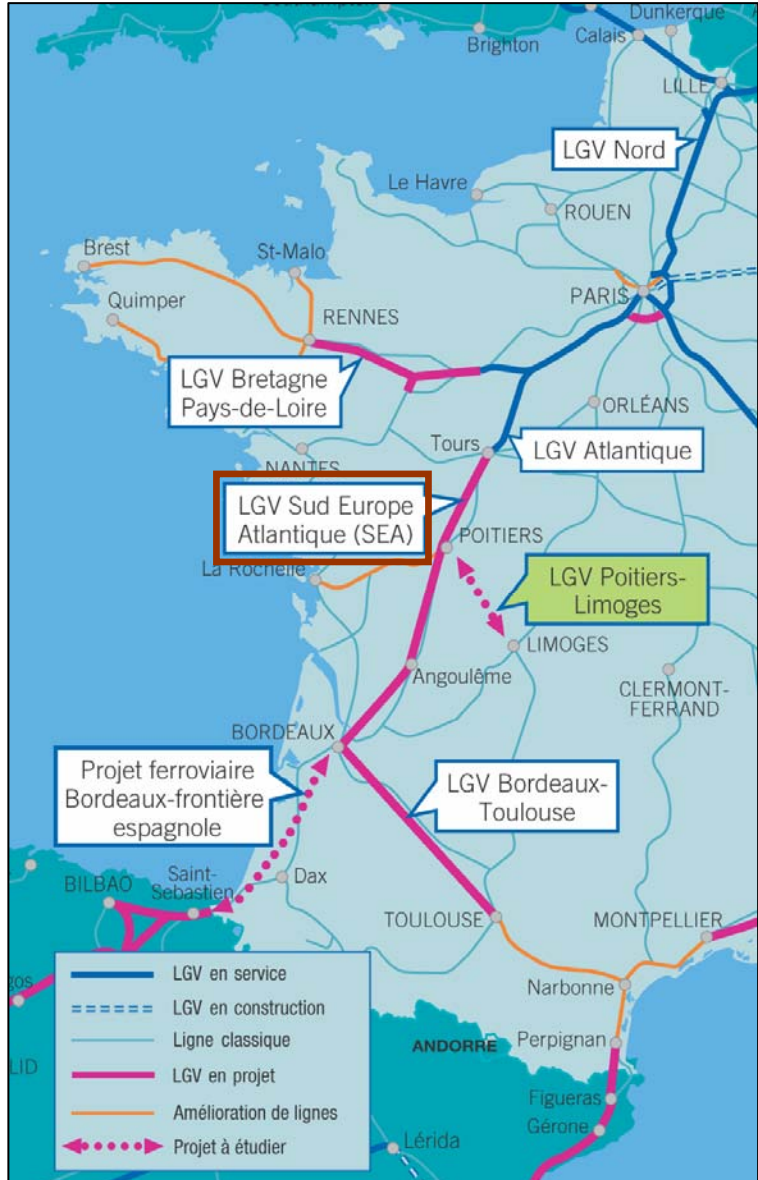 Dunkerque
Calais
Brighton
LILLE
LGV Nord
Le Havre
ROUEN
Brest
St-Malo
PARIS
Quimper
RENNES
LGV Bretagne
Pays-de-Loire
ORLÉANS
Tours
LGV Atlantique
NANTES
LGV Sud Europe
Atlantique (SEA)
POITIERS
La Rochelle
LGV Poitiers-
Limoges
LIMOGES
Angoulême
CLERMONT-
FERRAND
BORDEAUX
Projet ferroviaire
Bordeaux-frontière
espagnole
LGV Bordeaux-
Toulouse
Saint-
Sebastien
BILBAO
Dax
TOULOUSE
MONTPELLIER
LGV en service
LGV en construction
Ligne classique
LGV en projet
Amélioration de lignes
Projet à étudier
gos
LID
Narbonne
ANDORRE
Perpignan
Figueras
Gérone
Lérida